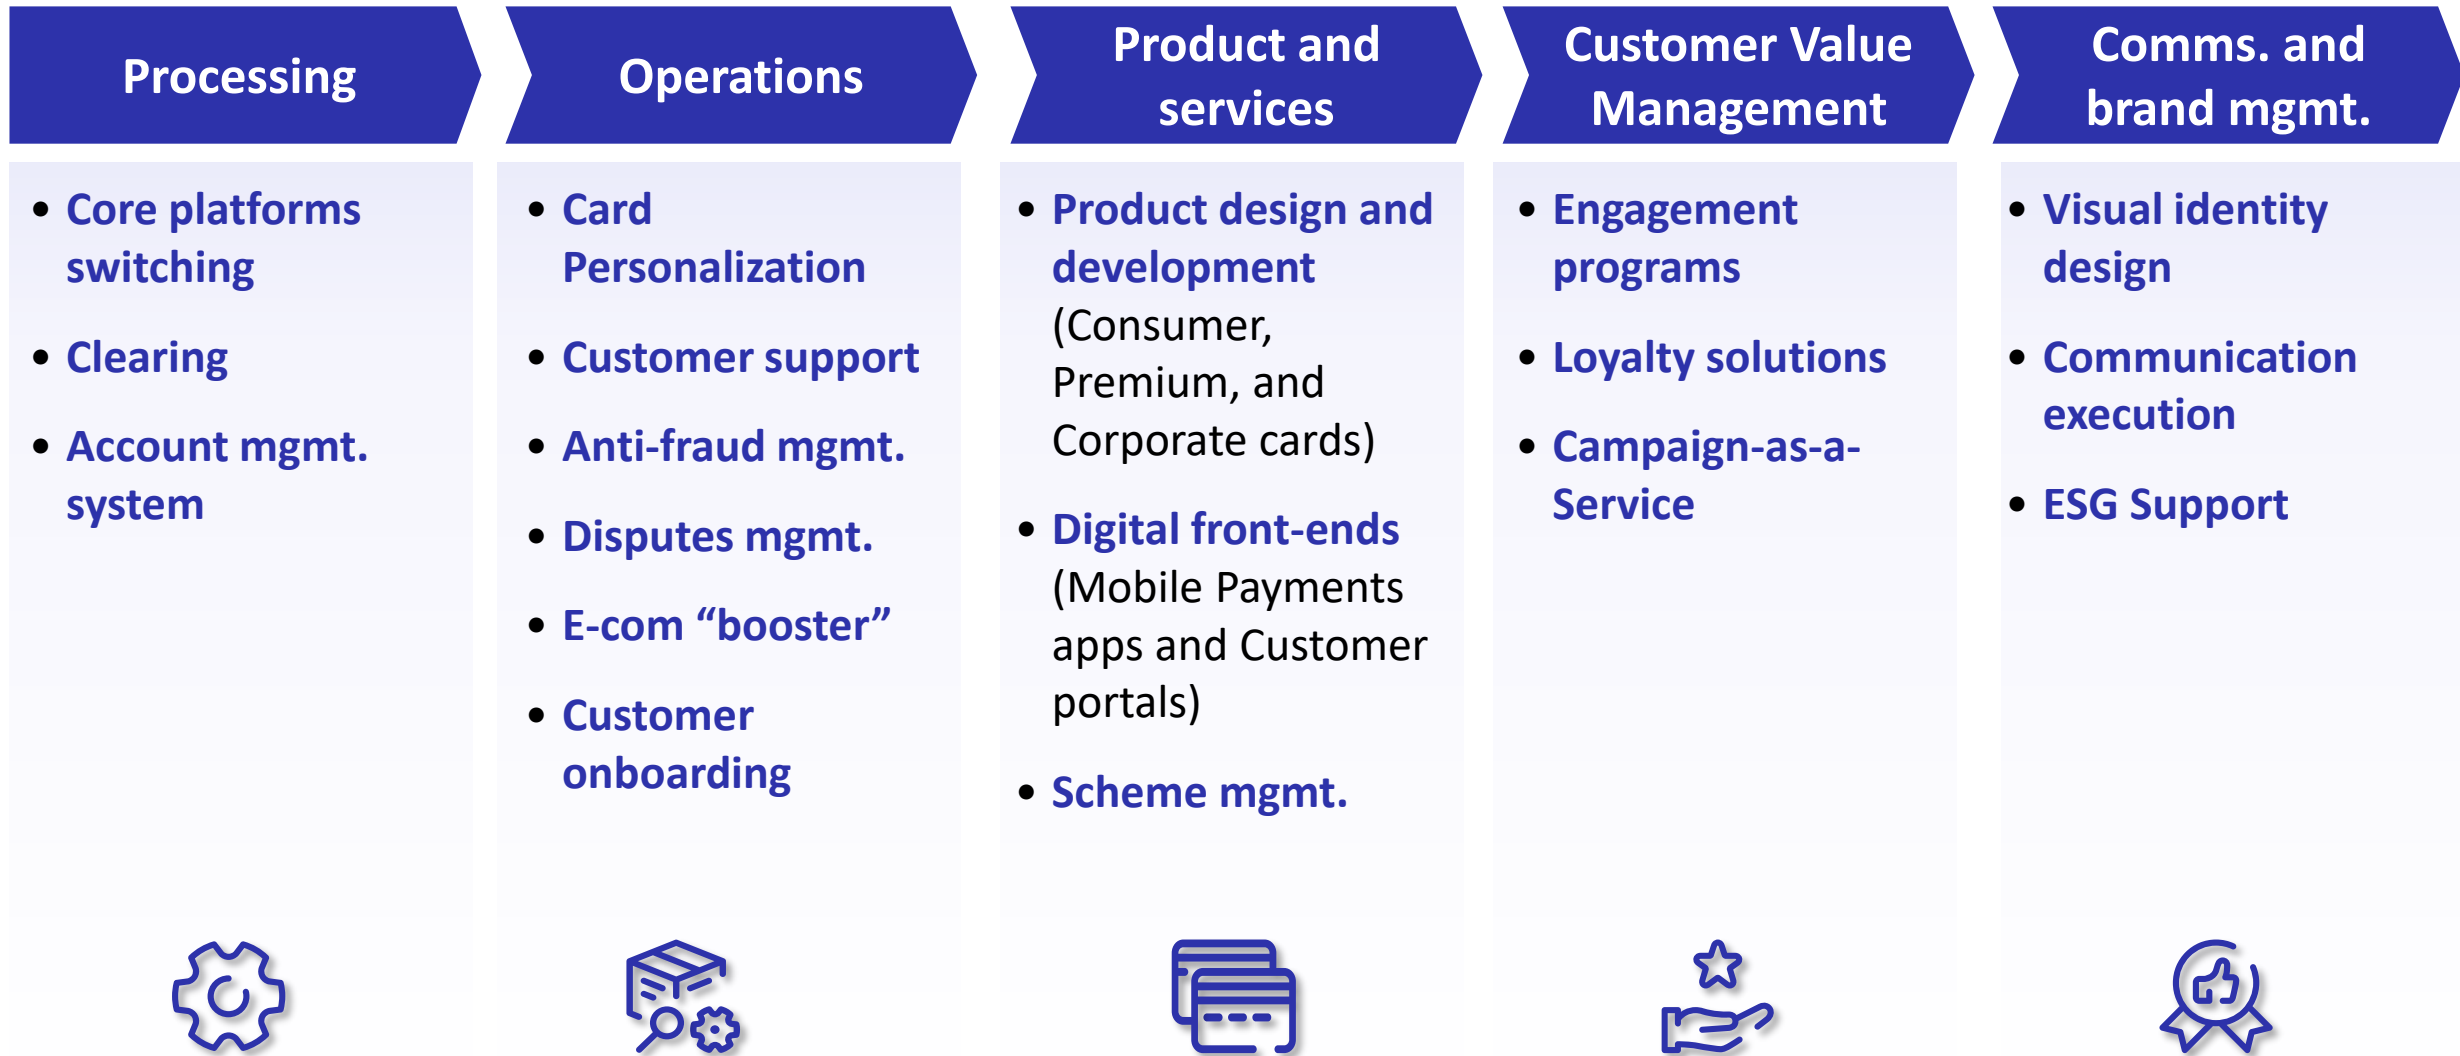 Processing
Operations
Product and
services
Customer Value
Management
Comms. and
brand mgmt.
• Core platforms
switching
• Clearing
• Account mgmt.
system
• Card
Personalization
• Customer support
• Anti-fraud mgmt.
• Disputes mgmt.
• E-com “booster”
• Customer
onboarding
• Product design and
development
(Consumer,
Premium, and
Corporate cards)
• Digital front-ends
(Mobile Payments
apps and Customer
portals)
• Scheme mgmt.
• Engagement
programs
• Loyalty solutions
• Campaign-as-a-
Service
• Visual identity
design
• Communication
execution
• ESG Support